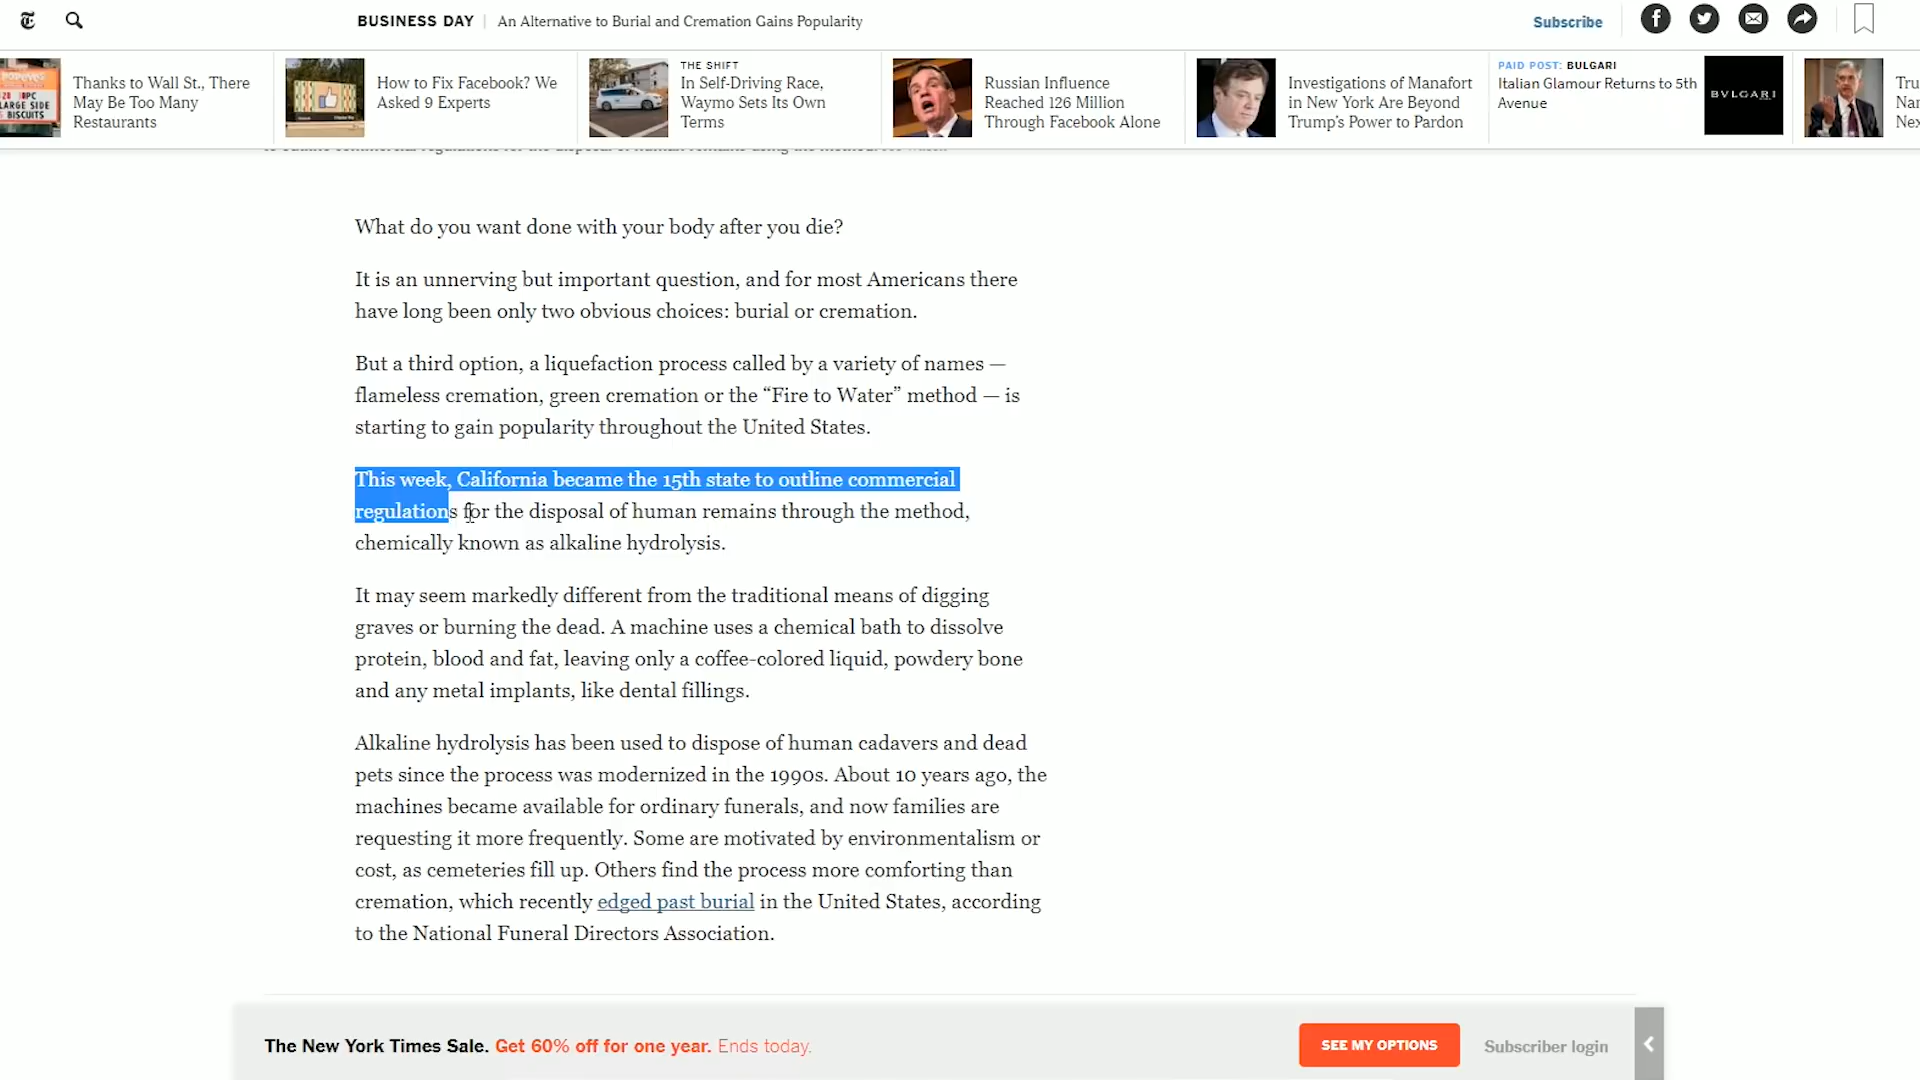 BUSINESS DAY | An Alternative to Burial and Cremation Gains Popularity
Subscribe
POPEYES
LARGE SIDE
BISCUITS
Thanks to Wall St., There
May Be Too Many
Restaurants
How to Fix Facebook? We
Asked 9 Experts
THE SHIFT
In Self-Driving Race,
Waymo Sets Its Own
Terms
Russian Influence
Reached 126 Million
Through Facebook Alone
Investigations of Manafort
in New York Are Beyond
Trump’s Power to Pardon
PAID POST: BULGARI
Italian Glamour Returns to 5th
Avenue
BVLGARI
Tru
Nan
Nex
What do you want done with your body after you die?
It is an unnerving but important question, and for most Americans there
have long been only two obvious choices: burial or cremation.
But a third option, a liquefaction process called by a variety of names —
flameless cremation, green cremation or the “Fire to Water” method — is
starting to gain popularity throughout the United States.
This week, California became the 15th state to outline commercial
regulations for the disposal of human remains through the method,
chemically known as alkaline hydrolysis.
It may seem markedly different from the traditional means of digging
graves or burning the dead. A machine uses a chemical bath to dissolve
protein, blood and fat, leaving only a coffee-colored liquid, powdery bone
and any metal implants, like dental fillings.
Alkaline hydrolysis has been used to dispose of human cadavers and dead
pets since the process was modernized in the 1990s. About 10 years ago, the
machines became available for ordinary funerals, and now families are
requesting it more frequently. Some are motivated by environmentalism or
cost, as cemeteries fill up. Others find the process more comforting than
cremation, which recently edged past burial in the United States, according
to the National Funeral Directors Association.
The New York Times Sale. Get 60% off for one year. Ends today.
SEE MY OPTIONS
Subscriber login